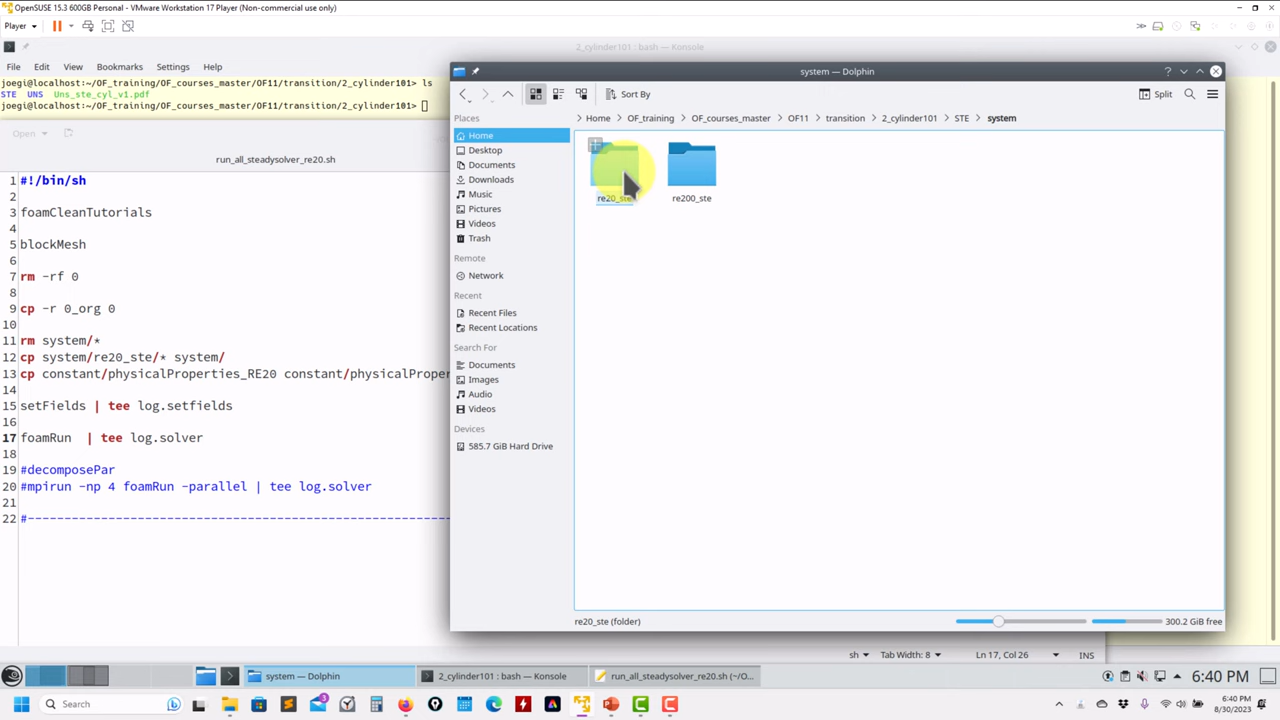 OpenSUSE 15.3 600GB Personal - VMware Workstation 17 Player (Non-commercial use only)
Player
2_cylinder101 : bash — Konsole
File Edit View Bookmarks Settings Help
joegi@localhost:~/OF_training/OF_courses_master/OF11/transition/2_cylinder101> ls
STE UNS Uns_ste_cyl_v1.pdf
joegi@localhost:~/OF_training/OF_courses_master/OF11/transition/2_cylinder101>
Open
run_all_steadysolver_re20.sh
1 #!/bin/sh
2
3 foamCleanTutorials
4
5 blockMesh
6
7 rm -rf 0
8
9 cp -r 0_org 0
10
11 rm system/*
12 cp system/re20_ste/* system/
13 cp constant/physicalProperties_RE20 constant/physicalProper
14
15 setFields | tee log.setfields
16
17 foamRun | tee log.solver
18
19 #decomposePar
20 #mpirun -np 4 foamRun -parallel | tee log.solver
21
22 #----------------------------------------------------------
system — Dolphin
Sort By
Split
Places
Home
Desktop
Documents
Downloads
Music
Pictures
Videos
Trash
Remote
Network
Recent
Recent Files
Recent Locations
Search For
Documents
Images
Audio
Videos
Devices
585.7 GiB Hard Drive
Home > OF_training > OF_courses_master > OF11 > transition > 2_cylinder101 > STE > system
re20_ste
re200_ste
re20_ste (folder)
300.2 GiB free
sh Tab Width: 8 Ln 17, Col 26 INS
system — Dolphin
2_cylinder101 : bash — Konsole
run_all_steadysolver_re20.sh (~/O...
6:40 PM
Search
3
6:40 PM
8/30/2023